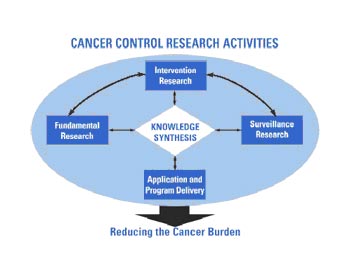 CANCER CONTROL RESEARCH ACTIVITIES
Intervention
Research
Fundamental
Research
KNOWLEDGE
SYNTHESIS
Surveillance
Research
Application and
Program Delivery
Reducing the Cancer Burden